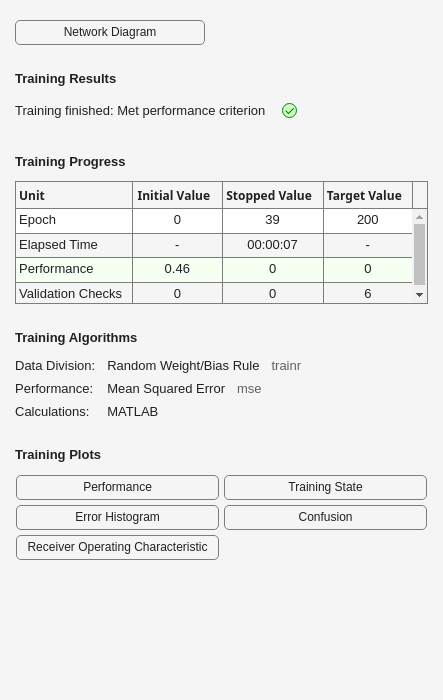 Network Diagram
Training Results
Training finished: Met performance criterion
Training Progress
Unit Initial Value Stopped Value Target Value
Epoch 0 39 200
Elapsed Time - 00:00:07 -
Performance 0.46 0 0
Validation Checks 0 0 6
Training Algorithms
Data Division: Random Weight/Bias Rule trainr
Performance: Mean Squared Error mse
Calculations: MATLAB
Training Plots
Performance Training State
Error Histogram Confusion
Receiver Operating Characteristic